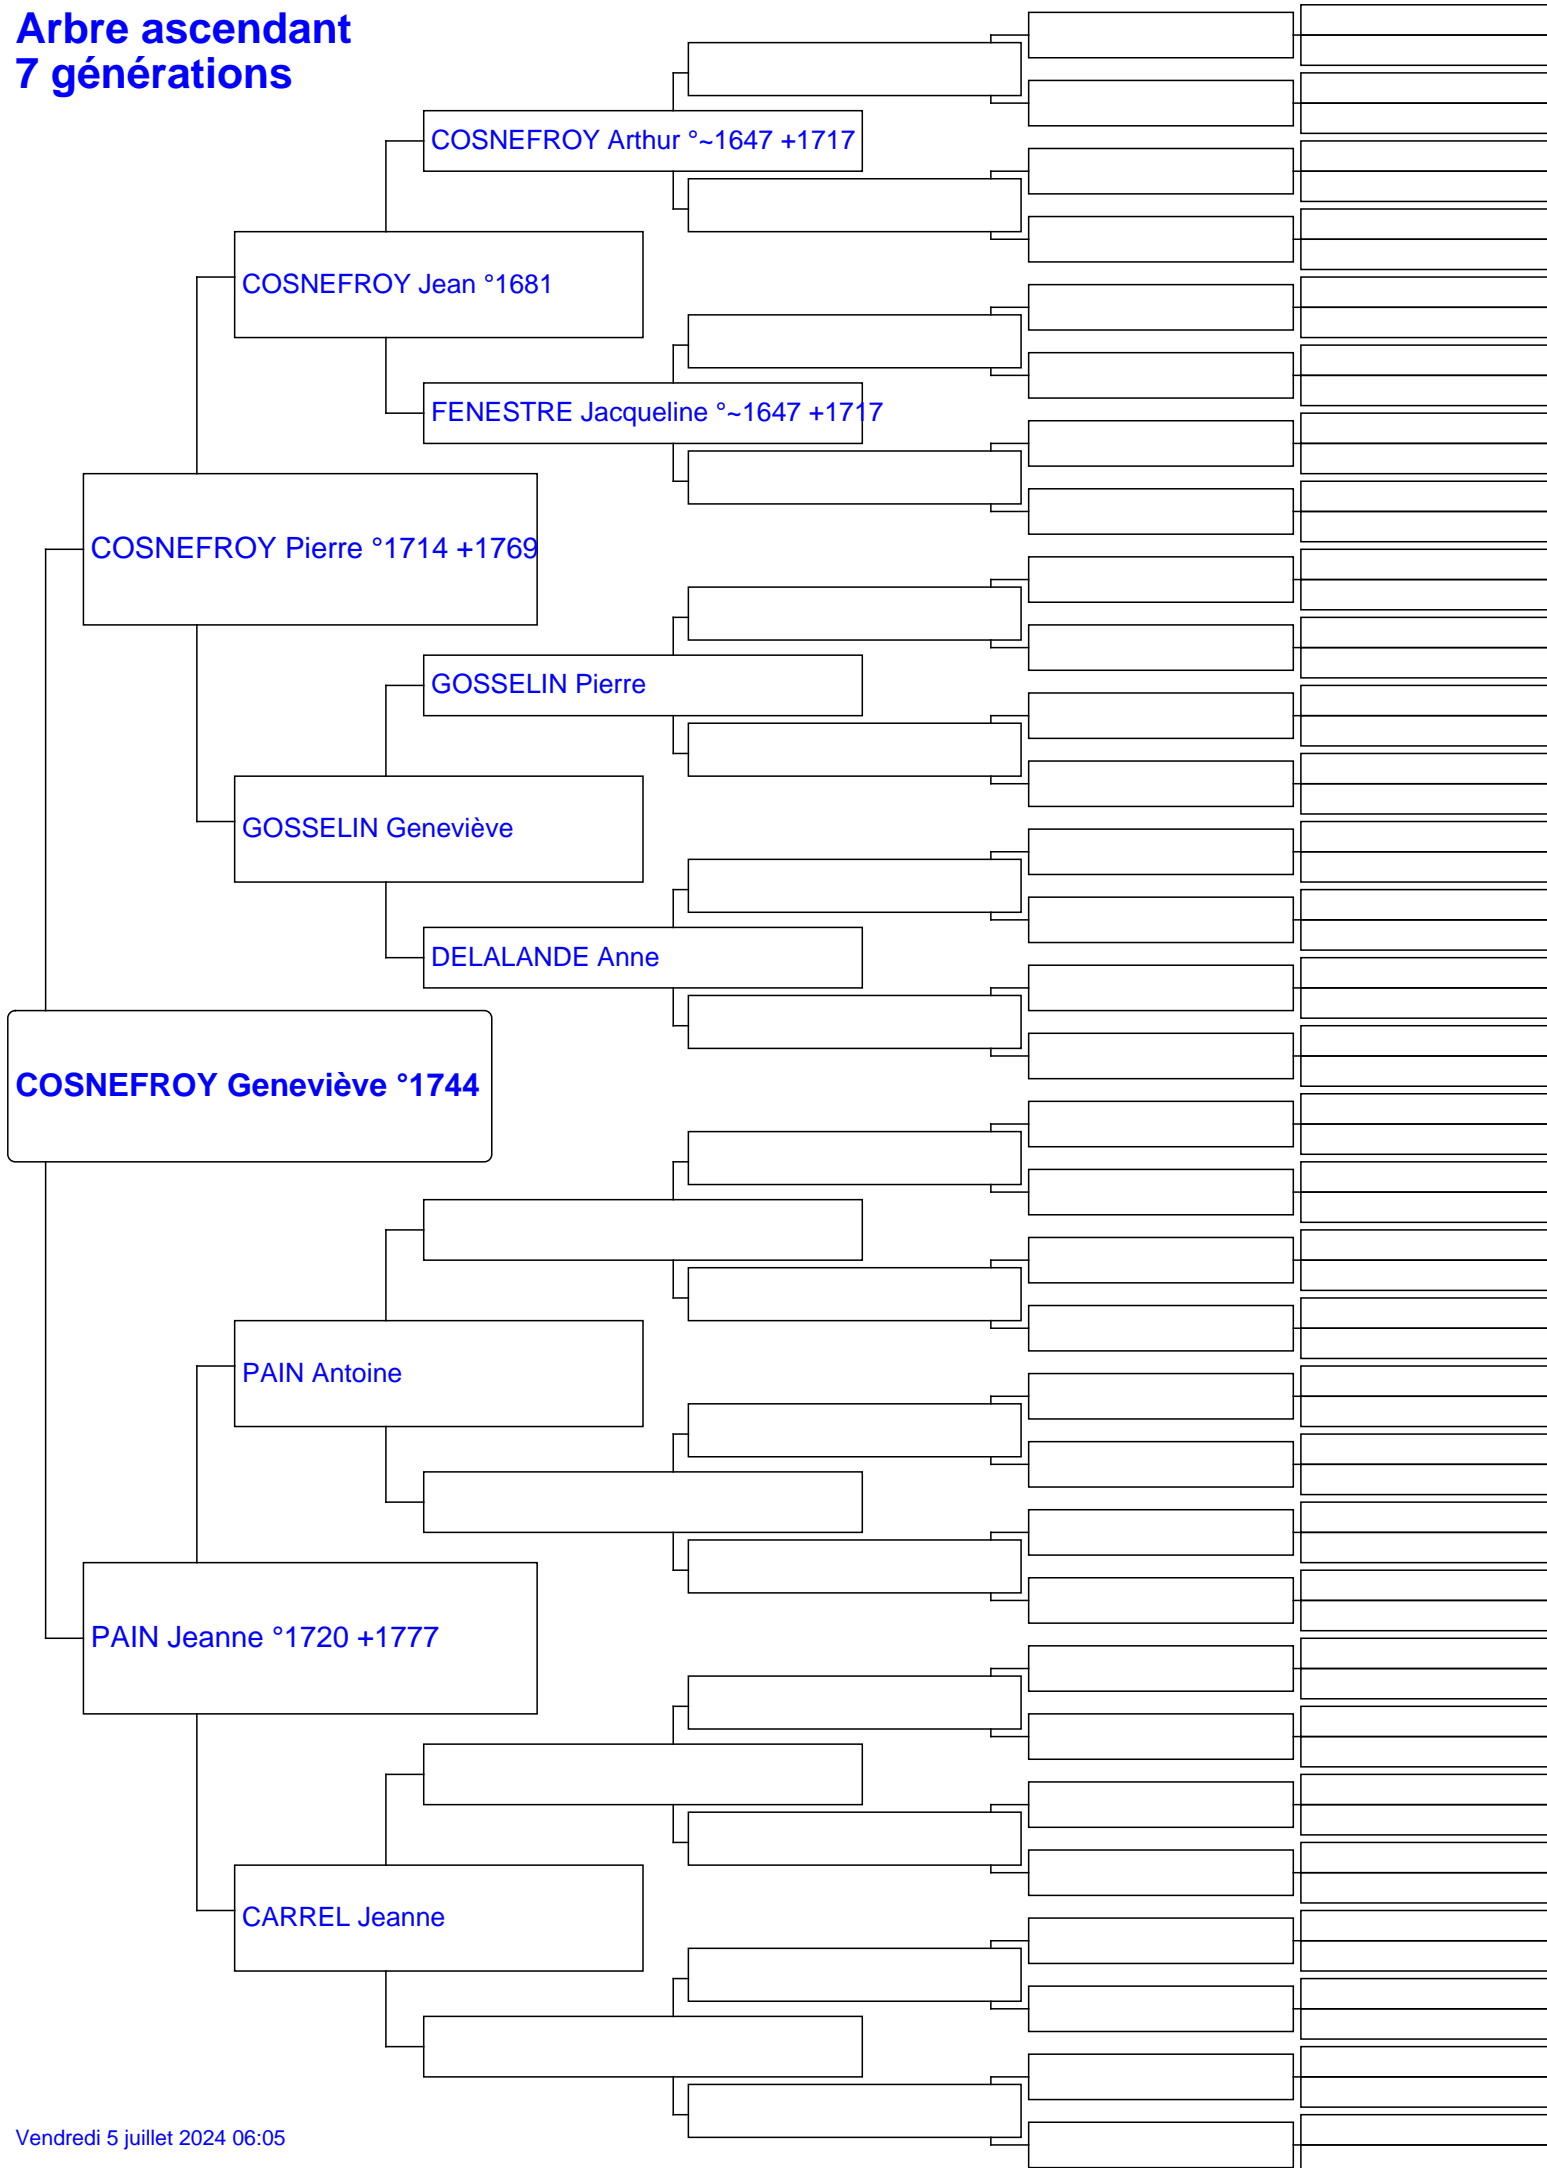 Arbre ascendant
7 générations
COSNEFROY Arthur °~1647 +1717
COSNEFROY Jean °1681
FENESTRE Jacqueline °~1647 +1717
COSNEFROY Pierre °1714 +1769
GOSSELIN Pierre
GOSSELIN Geneviève
DELALANDE Anne
COSNEFROY Geneviève °1744
PAIN Antoine
PAIN Jeanne °1720 +1777
CARREL Jeanne
Vendredi 5 juillet 2024 06:05